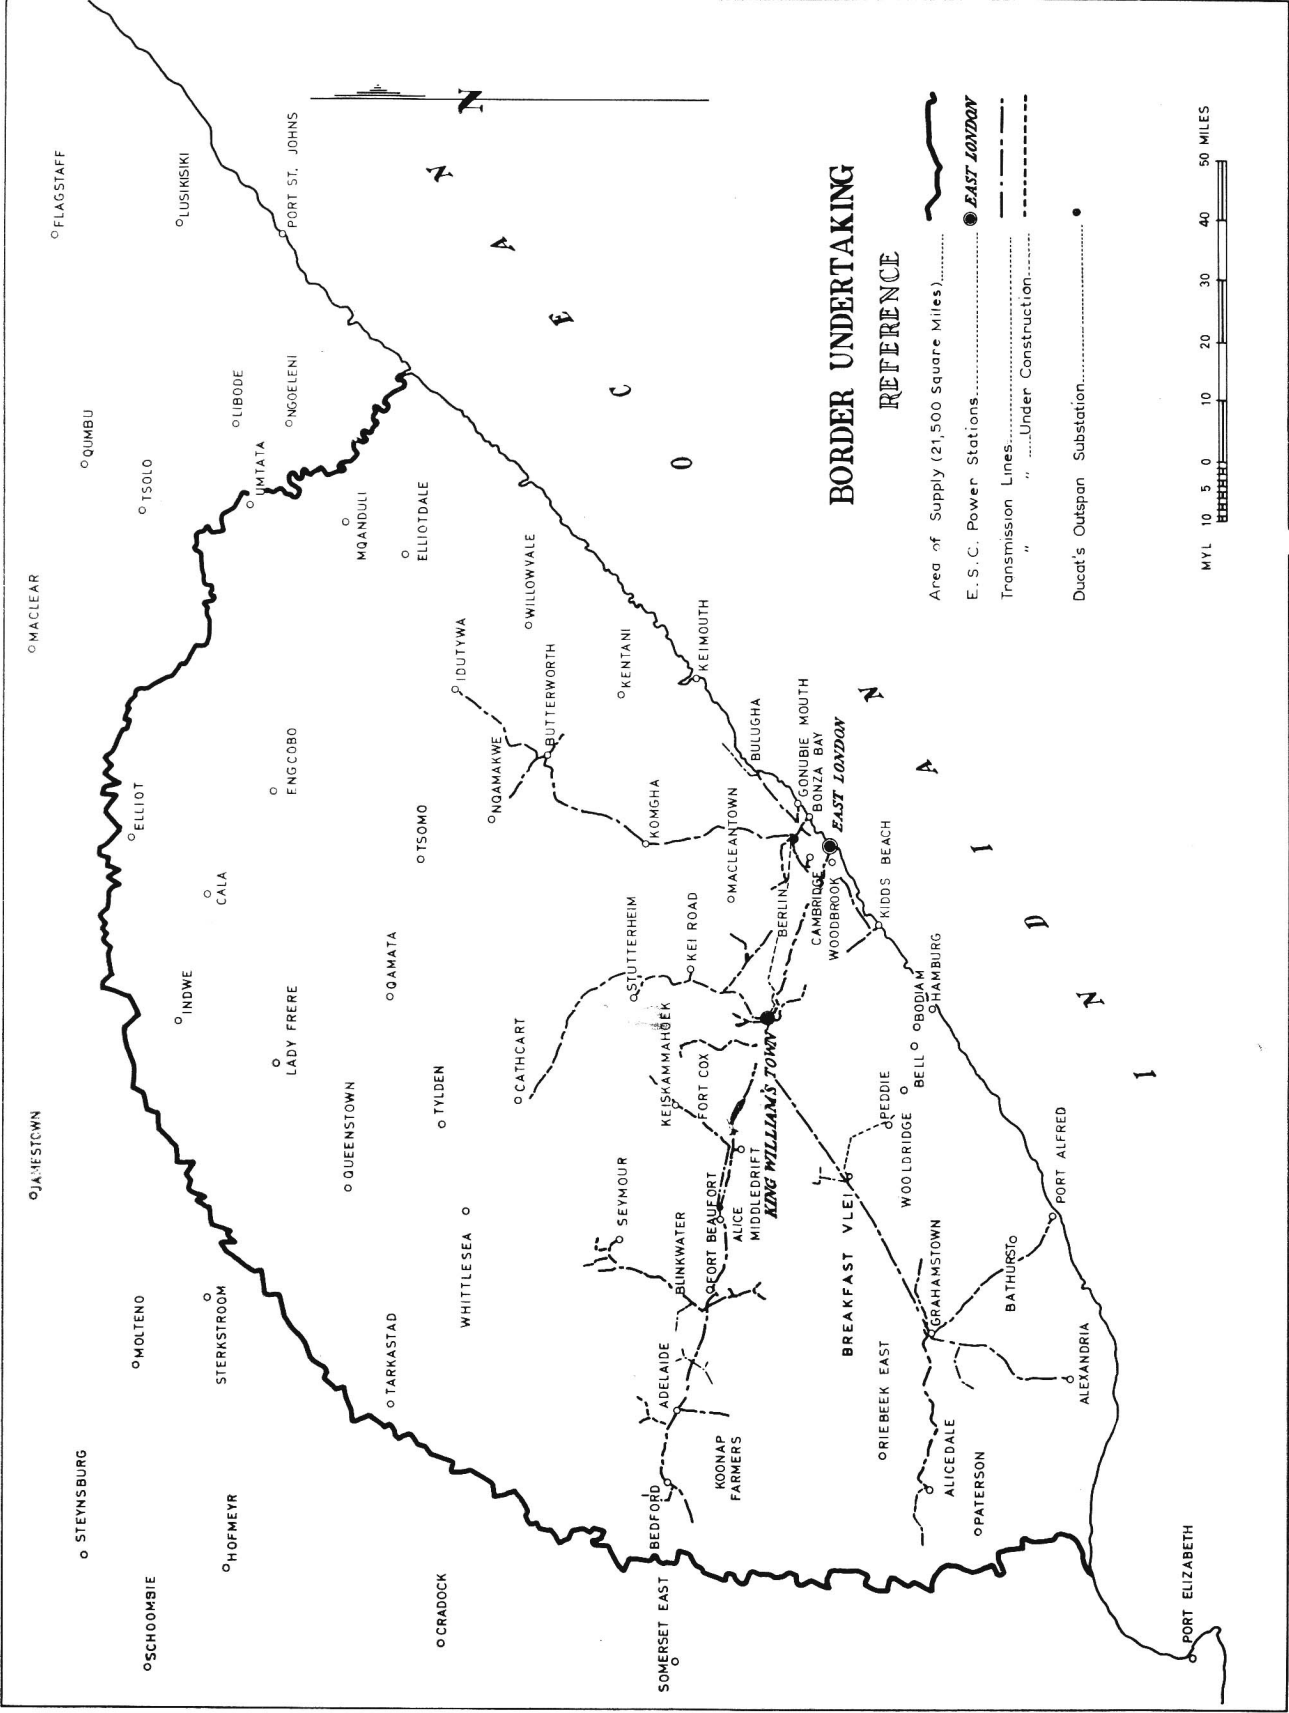 STEYNSBURG
SCHOOMBIE
HOFMEYR
CRADOCK
SOMERSET EAST
PORT ELIZABETH
MOLTENO
STERKSTROOM
TARKASTAD
JAMESTOWN
QUEENSTOWN
WHITTLESEA
TYLDEN
INDWE
LADY FRERE
QAMATA
CATHCART
ELLIOT
CALA
ENGCOBO
TSOMO
NQAMAKWE
BUTTERWORTH
IDUTYWA
MACLEAR
QUMBU
TSOLO
LIBODE
UMTATA
NGOELENI
MQANDULI
ELLIOTDALE
WILLOWVALE
KENTANI
KEIMOUTH
FLAGSTAFF
LUSIKISIKI
PORT ST. JOHNS
KOMGHA
MACLEANTOWN
BULUGHA
GONUBIE MOUTH
BONZA BAY
EAST LONDON
STUTTERHEIM
KEI ROAD
BERLIN
CAMBRIDGE
WOODBROOK
KIDDS BEACH
KEISKAMMAHOEK
FORT COX
KING WILLIAM'S TOWN
SEYMOUR
BLINKWATER
FORT BEAUFORT
ALICE
MIDDLEDRIFT
ADELAIDE
KOONAP
FARMERS
BEDFORD
BREAKFAST VLEI
PEDDIE
WOOLDRIDGE
BELL
BODIAM
HAMBURG
RIEBEEK EAST
GRAHAMSTOWN
BATHURST
PORT ALFRED
ALEXANDRIA
ALICEDALE
PATERSON
INDIAN
OCEAN
N
BORDER UNDERTAKING
REFERENCE
Area of Supply (21,500 Square Miles)
E. S. C. Power Stations EAST LONDON
Transmission Lines
" " Under Construction
Ducat's Outspan Substation
MYL 10 5 0 10 20 30 40 50 MILES